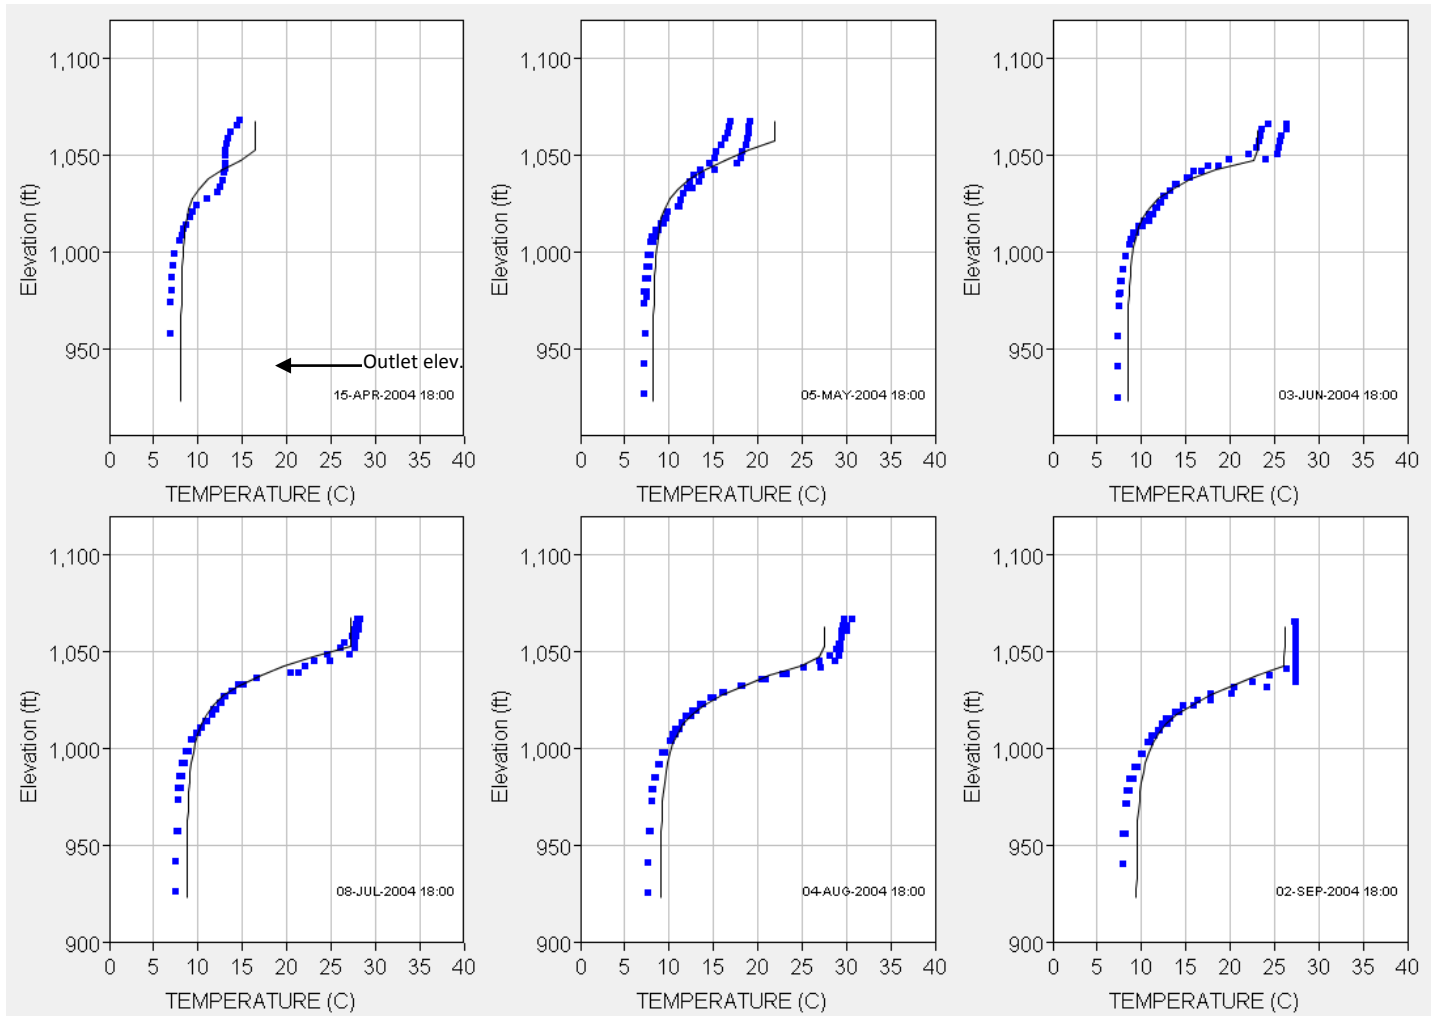 1,100
1,050
1,000
950
Elevation (ft)
Outlet elev.
15-APR-2004 18:00
0 5 10 15 20 25 30 35 40
TEMPERATURE (C)
1,100
1,050
1,000
950
Elevation (ft)
05-MAY-2004 18:00
0 5 10 15 20 25 30 35 40
TEMPERATURE (C)
1,100
1,050
1,000
950
Elevation (ft)
03-JUN-2004 18:00
0 5 10 15 20 25 30 35 40
TEMPERATURE (C)
1,100
1,050
1,000
950
900
Elevation (ft)
08-JUL-2004 18:00
0 5 10 15 20 25 30 35 40
TEMPERATURE (C)
1,100
1,050
1,000
950
900
Elevation (ft)
04-AUG-2004 18:00
0 5 10 15 20 25 30 35 40
TEMPERATURE (C)
1,100
1,050
1,000
950
900
Elevation (ft)
02-SEP-2004 18:00
0 5 10 15 20 25 30 35 40
TEMPERATURE (C)